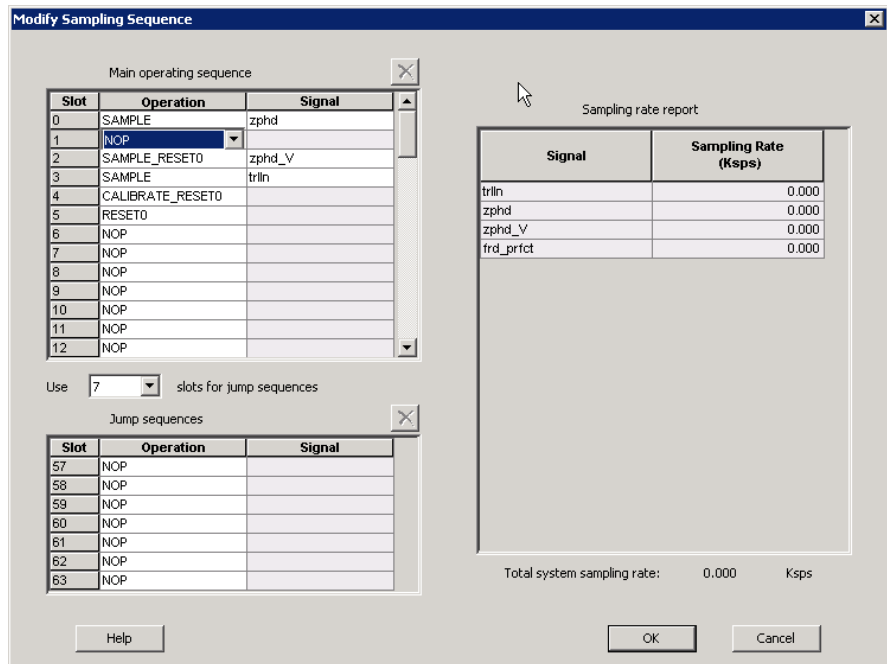 Modify Sampling Sequence
Main operating sequence
Slot Operation Signal
0 SAMPLE zphd
1 NOP
2 SAMPLE_RESET0 zphd_V
3 SAMPLE trlln
4 CALIBRATE_RESET0
5 RESET0
6 NOP
7 NOP
8 NOP
9 NOP
10 NOP
11 NOP
12 NOP
Use 7 slots for jump sequences
Jump sequences
Slot Operation Signal
57 NOP
58 NOP
59 NOP
60 NOP
61 NOP
62 NOP
63 NOP
Sampling rate report
Signal Sampling Rate
(Ksps)
trlln 0.000
zphd 0.000
zphd_V 0.000
frd_prfct 0.000
Total system sampling rate: 0.000 Ksps
Help OK Cancel